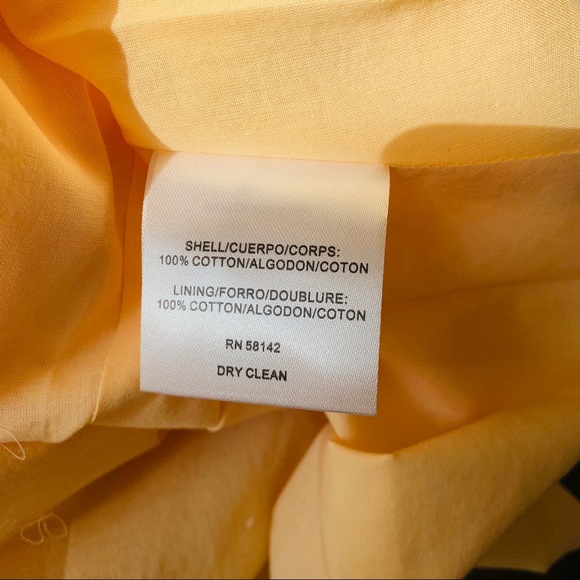 SHELL/CUERPO/CORPS:
100% COTTON/ALGODON/COTON
LINING/FORRO/DOUBLURE:
100% COTTON/ALGODON/COTON
RN 58142
DRY CLEAN